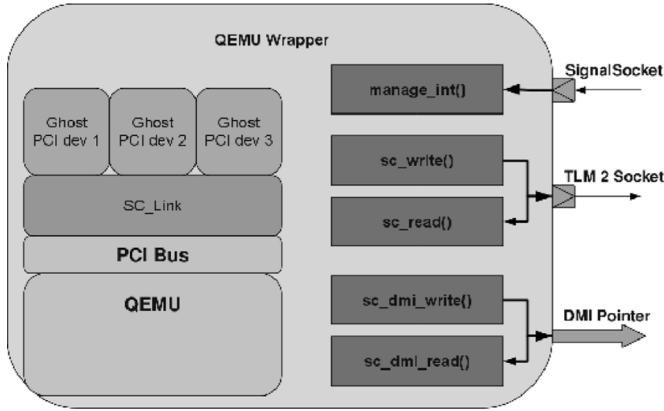 QEMU Wrapper
Ghost
PCI dev 1
Ghost
PCI dev 2
Ghost
PCI dev 3
SC_Link
PCI Bus
QEMU
manage_int()
sc_write()
sc_read()
sc_dmi_write()
sc_dmi_read()
SignalSocket
TLM 2 Socket
DMI Pointer